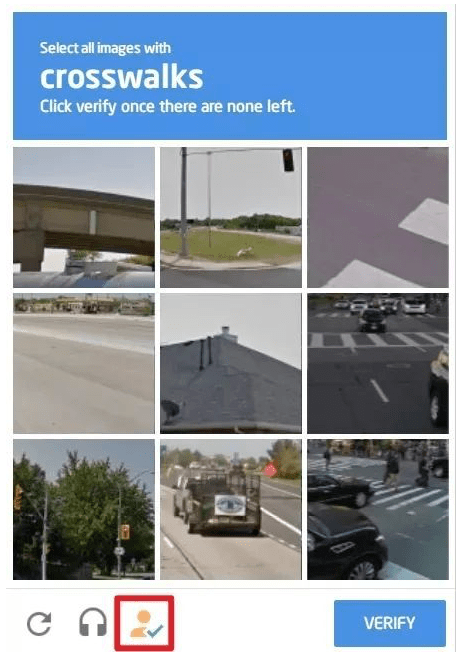 Select all images with
crosswalks
Click verify once there are none left.
VERIFY